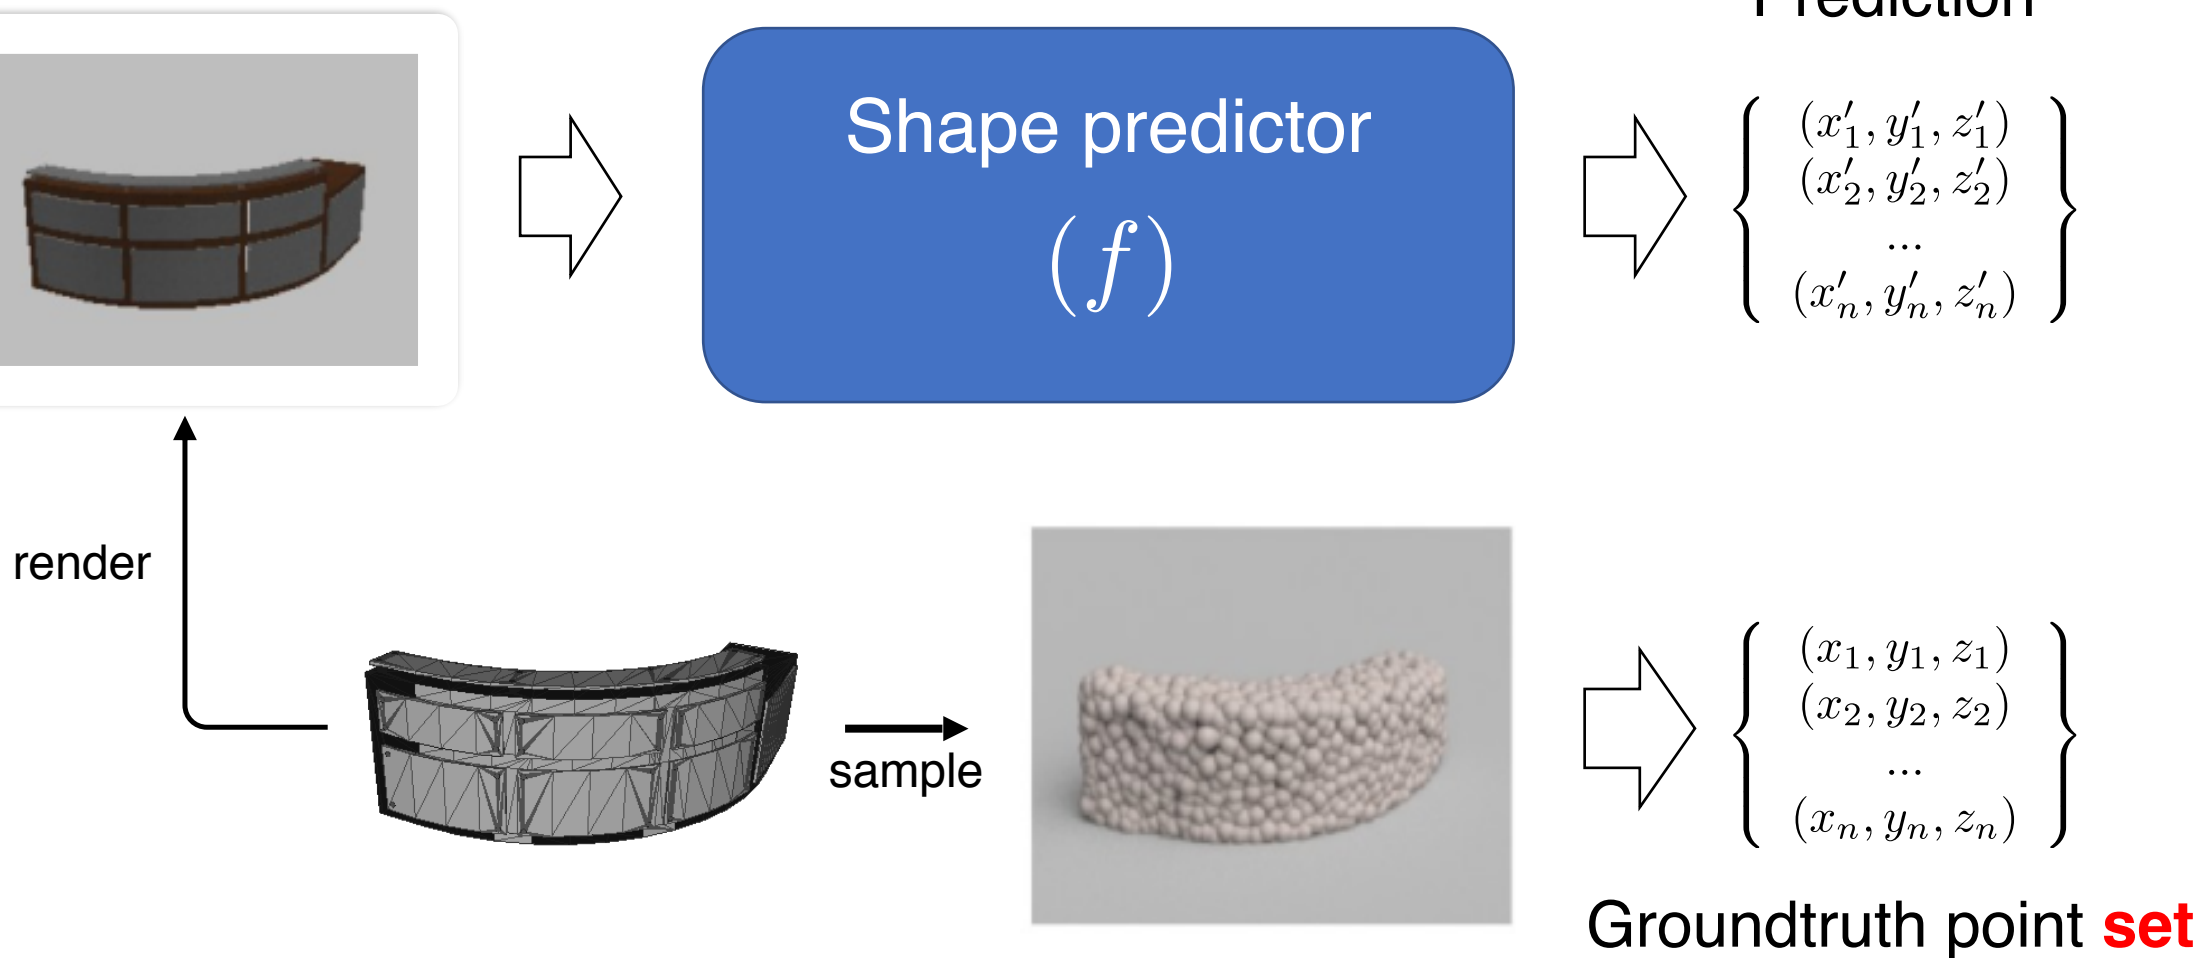 Prediction
Shape predictor
(f)
(x′₁, y′₁, z′₁)
(x′₂, y′₂, z′₂)
...
(x′ₙ, y′ₙ, z′ₙ)
render
sample
(x₁, y₁, z₁)
(x₂, y₂, z₂)
...
(xₙ, yₙ, zₙ)
Groundtruth point set